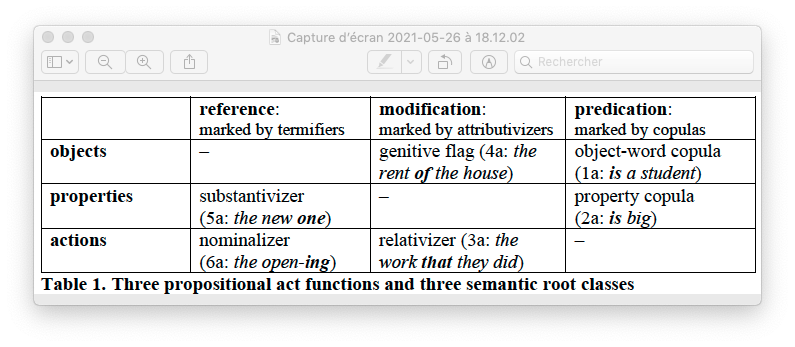 Capture d’écran 2021-05-26 à 18.12.02
Rechercher
reference: modification: predication:
marked by termifiers marked by attributivizers marked by copulas
objects – genitive flag (4a: the object-word copula
rent of the house) (1a: is a student)
properties substantivizer – property copula
(5a: the new one) (2a: is big)
actions nominalizer relativizer (3a: the –
(6a: the open-ing) work that they did)
Table 1. Three propositional act functions and three semantic root classes